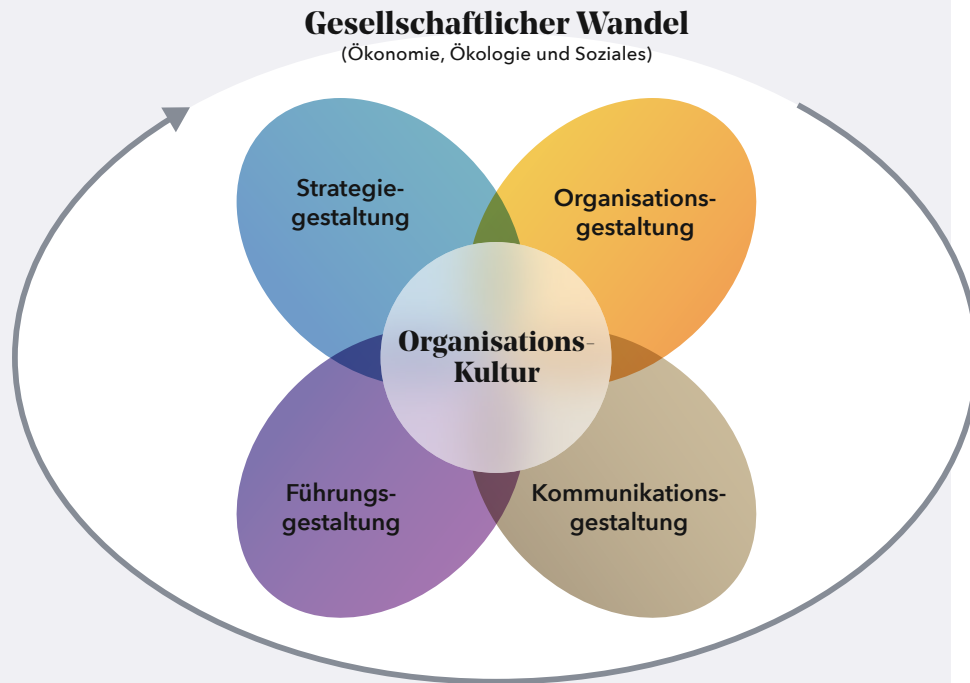 Gesellschaftlicher Wandel
(Ökonomie, Ökologie und Soziales)
Strategie-
gestaltung
Organisations-
gestaltung
Organisations-
Kultur
Führungs-
gestaltung
Kommunikations-
gestaltung